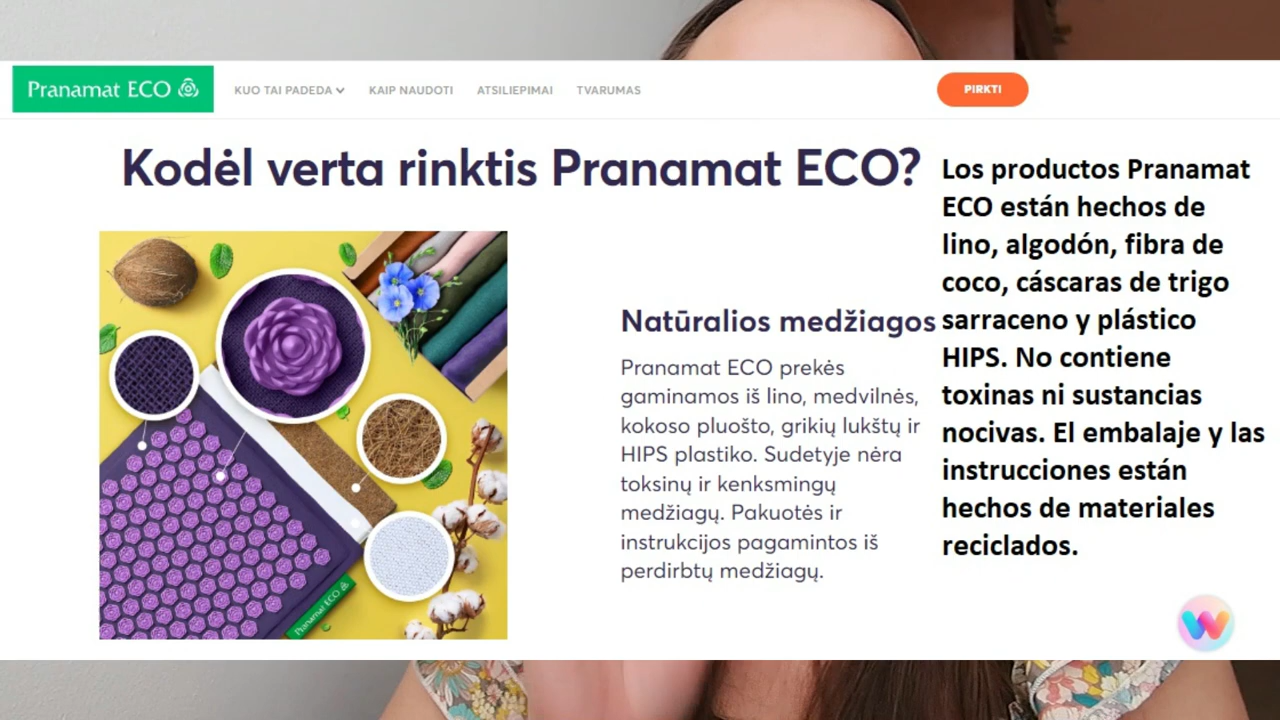 Pranamat ECO
KUO TAI PADEDA
KAIP NAUDOTI
ATSILIEPIMAI
TVARUMAS
PIRKTI
Kodėl verta rinktis Pranamat ECO?
Natūralios medžiagos
Pranamat ECO prekės
gaminamos iš lino, medvilnės,
kokoso pluošto, grikių lukštų ir
HIPS plastiko. Sudetyje nėra
toksinų ir kenksmingų
medžiagų. Pakuotės ir
instrukcijos pagamintos iš
perdirbtų medžiagų.
Los productos Pranamat
ECO están hechos de
lino, algodón, fibra de
coco, cáscaras de trigo
sarraceno y plástico
HIPS. No contiene
toxinas ni sustancias
nocivas. El embalaje y las
instrucciones están
hechos de materiales
reciclados.
Pranamat ECO